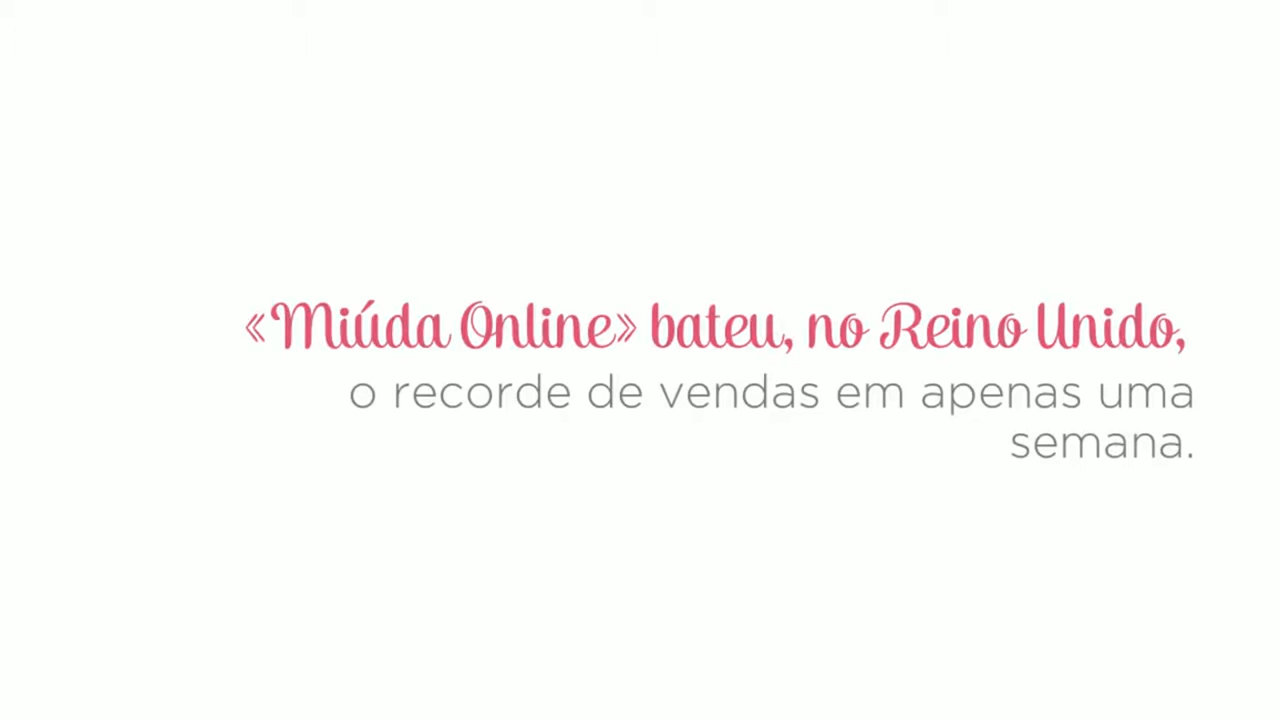 «Miúda Online» bateu, no Reino Unido,
o recorde de vendas em apenas uma
semana.